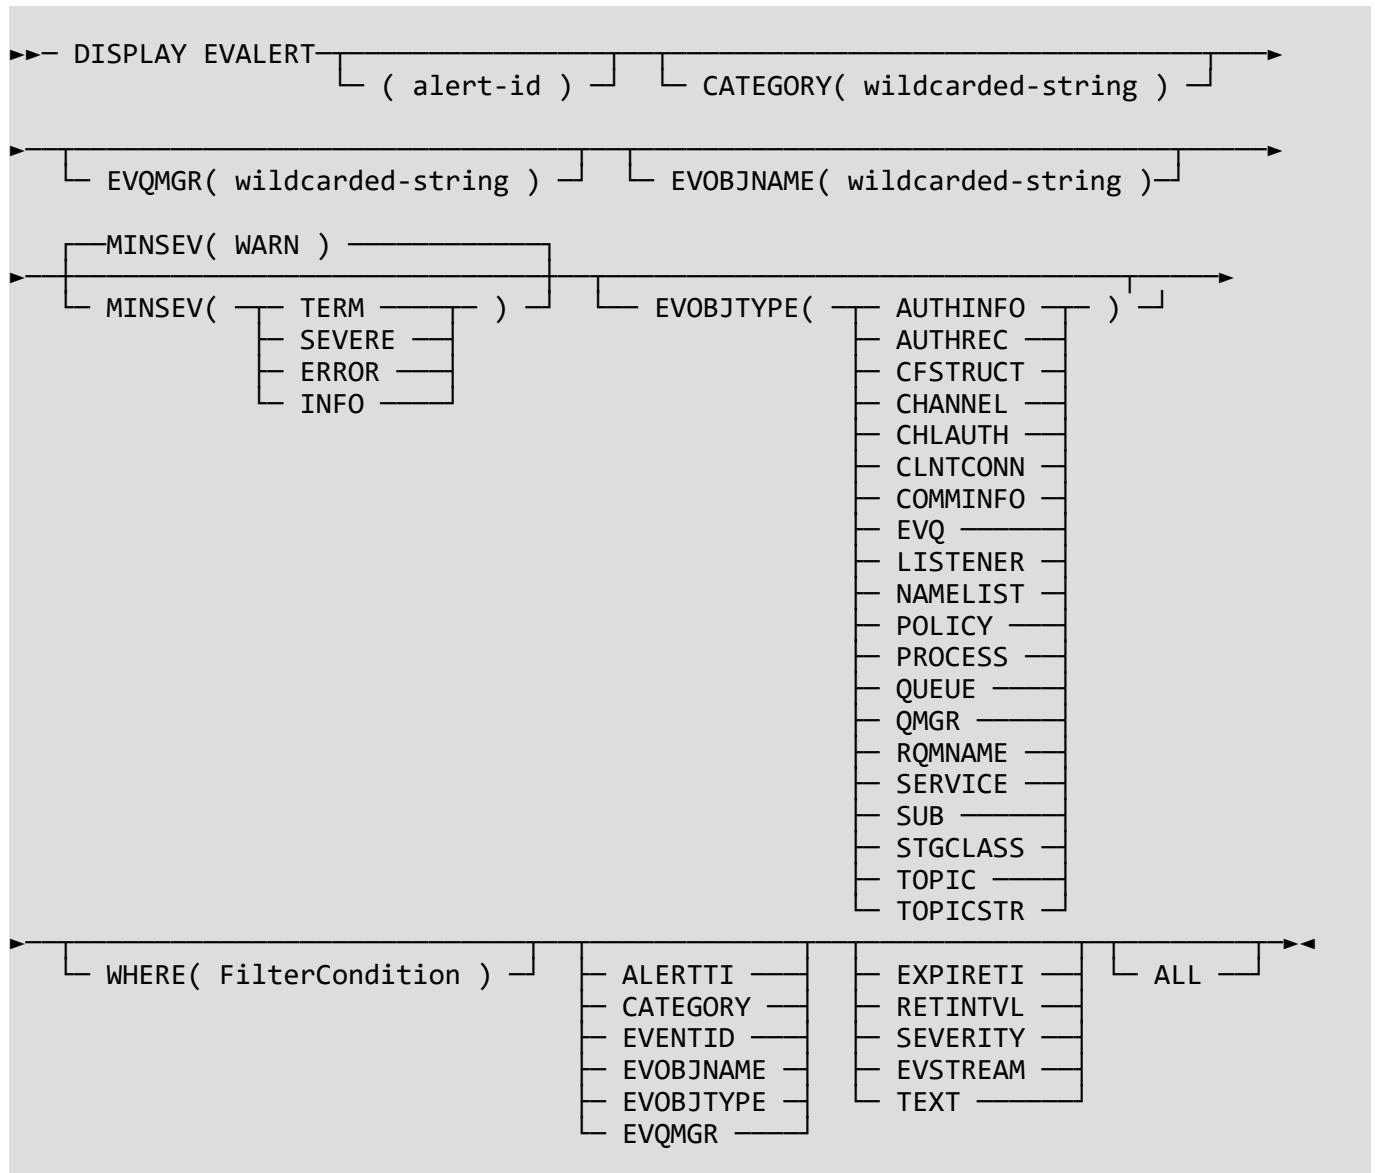 DISPLAY EVALERT
( alert-id ) CATEGORY( wildcarded-string )
EVQMGR( wildcarded-string ) EVOBJNAME( wildcarded-string )
MINSEV( WARN )
MINSEV( TERM ) EVOBJTYPE( AUTHINFO )
SEVERE AUTHREC
ERROR CFSTRUCT
INFO CHANNEL
CHLAUTH
CLNTCONN
COMMINFO
EVQ
LISTENER
NAMELIST
POLICY
PROCESS
QUEUE
QMGR
RQMNAME
SERVICE
SUB
STGCLASS
TOPIC
TOPICSTR
WHERE( FilterCondition ) ALERTTI EXPIRETI ALL
CATEGORY RETINTVL
EVENTID SEVERITY
EVOBJNAME EVSTREAM
EVOBJTYPE TEXT
EVQMGR